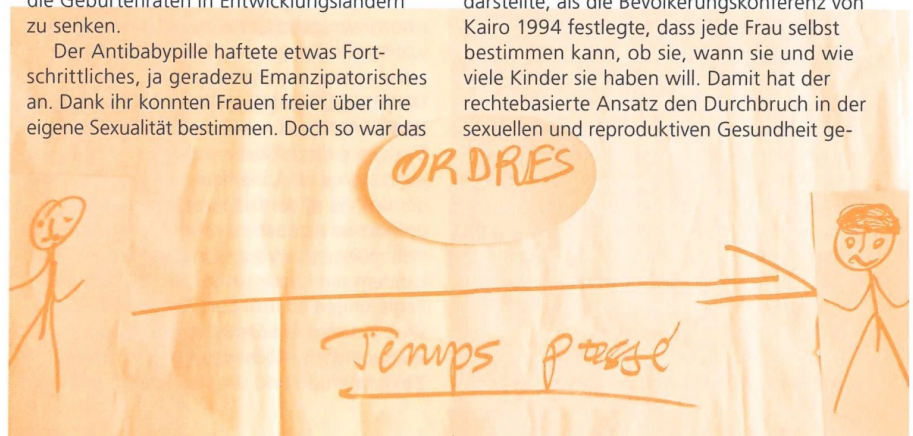 die Geburtenraten in Entwicklungsländern
zu senken.
Der Antibabypille haftete etwas Fort-
schrittliches, ja geradezu Emanzipatorisches
an. Dank ihr konnten Frauen freier über ihre
eigene Sexualität bestimmen. Doch so war das
darstellte, als die Bevölkerungskonferenz von
Kairo 1994 festlegte, dass jede Frau selbst
bestimmen kann, ob sie, wann sie und wie
viele Kinder sie haben will. Damit hat der
rechtebasierte Ansatz den Durchbruch in der
sexuellen und reproduktiven Gesundheit ge-
ORDRES
Temps passé